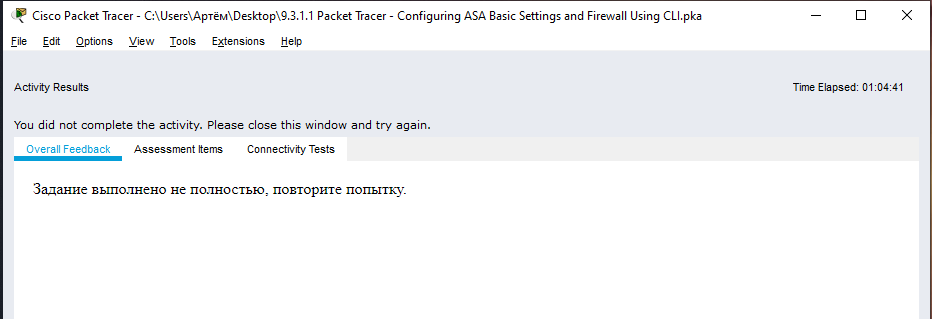 Cisco Packet Tracer - C:\Users\Артём\Desktop\9.3.1.1 Packet Tracer - Configuring ASA Basic Settings and Firewall Using CLI.pka
File Edit Options View Tools Extensions Help
Activity Results Time Elapsed: 01:04:41
You did not complete the activity. Please close this window and try again.
Overall Feedback Assessment Items Connectivity Tests
Задание выполнено не полностью, повторите попытку.